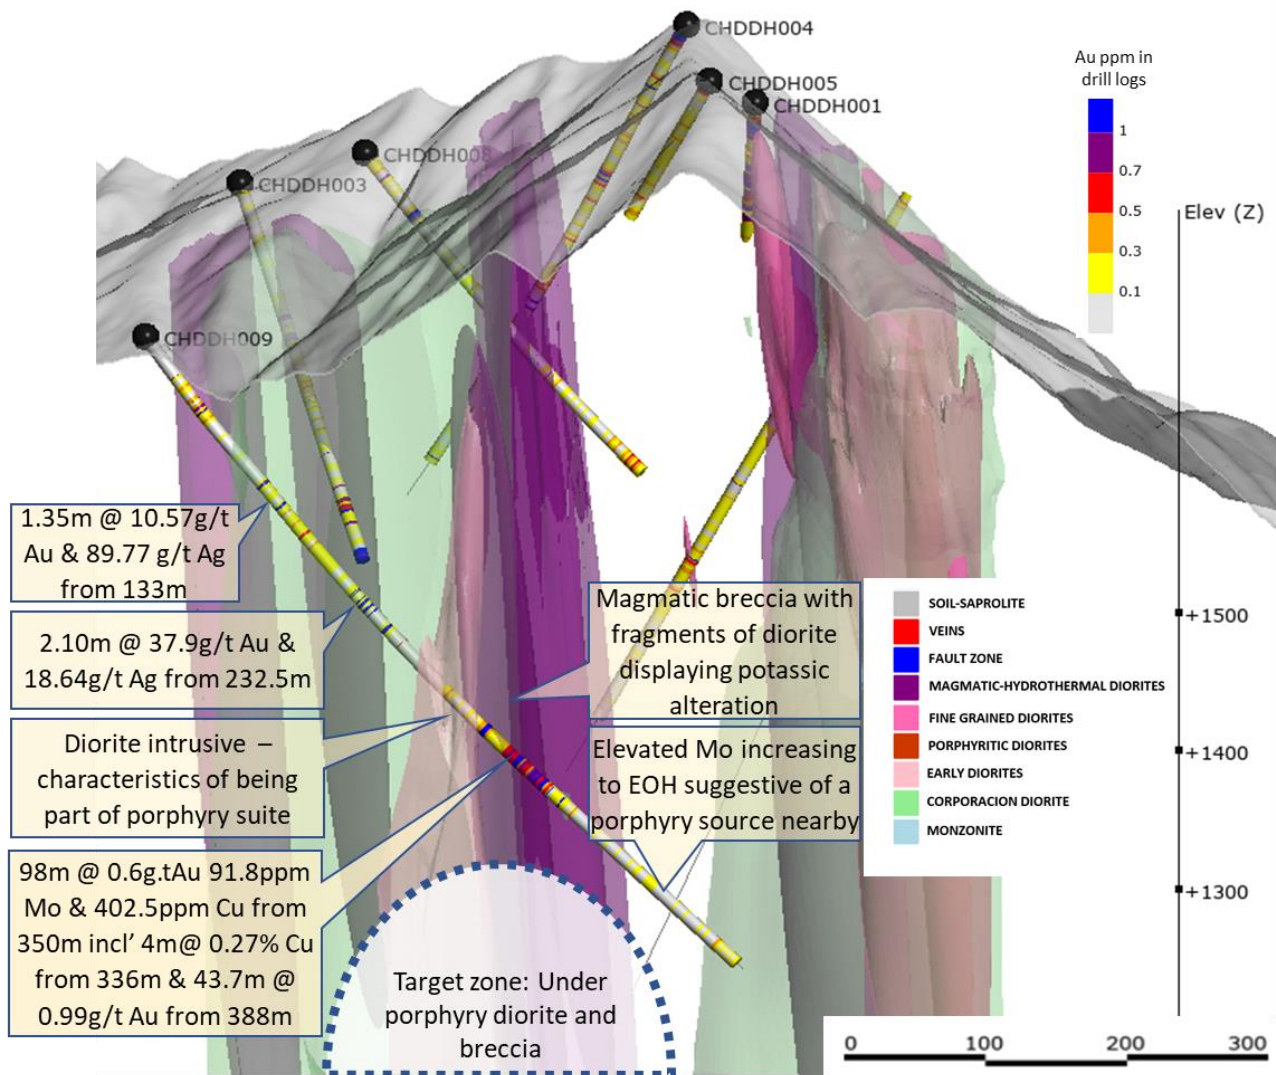 CHDDH004
CHDDH005
CHDDH001
CHDDH008
CHDDH003
CHDDH009
Au ppm in
drill logs
1
0.7
0.5
0.3
0.1
Elev (Z)
+1500
+1400
+1300
1.35m @ 10.57g/t
Au & 89.77 g/t Ag
from 133m
2.10m @ 37.9g/t Au &
18.64g/t Ag from 232.5m
Diorite intrusive –
characteristics of being
part of porphyry suite
98m @ 0.6g.tAu 91.8ppm
Mo & 402.5ppm Cu from
350m incl’ 4m@ 0.27% Cu
from 336m & 43.7m @
0.99g/t Au from 388m
Magmatic breccia with
fragments of diorite
displaying potassic
alteration
Elevated Mo increasing
to EOH suggestive of a
porphyry source nearby
Target zone: Under
porphyry diorite and
breccia
SOIL-SAPROLITE
VEINS
FAULT ZONE
MAGMATIC-HYDROTHERMAL DIORITES
FINE GRAINED DIORITES
PORPHYRITIC DIORITES
EARLY DIORITES
CORPORACION DIORITE
MONZONITE
0 100 200 300